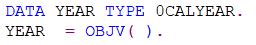 DATA YEAR TYPE 0CALYEAR.
YEAR = OBJV( ).